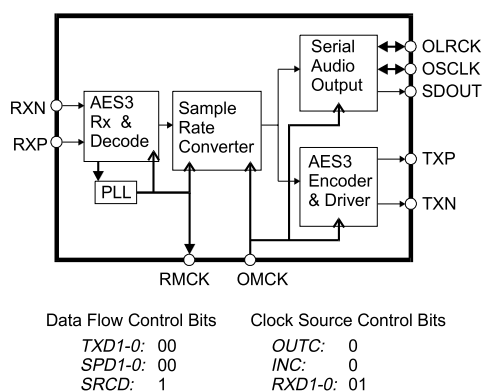 RXN
RXP
AES3
Rx &
Decode
PLL
Sample
Rate
Converter
Serial
Audio
Output
AES3
Encoder
& Driver
OLRCK
OSCLK
SDOUT
TXP
TXN
RMCK
OMCK
Data Flow Control Bits
TXD1-0: 00
SPD1-0: 00
SRCD: 1
Clock Source Control Bits
OUTC: 0
INC: 0
RXD1-0: 01